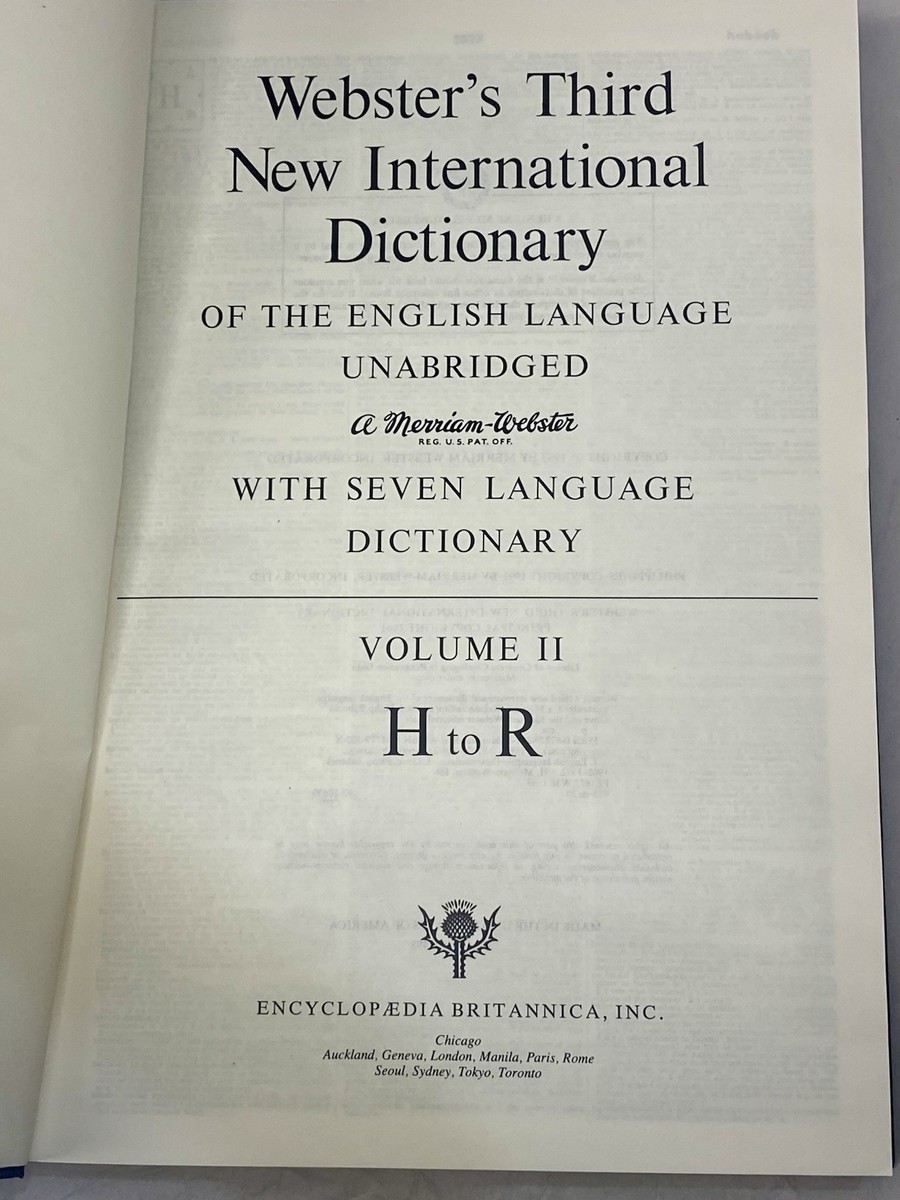 Webster's Third
New International
Dictionary
OF THE ENGLISH LANGUAGE
UNABRIDGED
A Merriam-Webster
REG. U.S. PAT. OFF.
WITH SEVEN LANGUAGE
DICTIONARY
VOLUME II
H to R
ENCYCLOPÆDIA BRITANNICA, INC.
Chicago
Auckland, Geneva, London, Manila, Paris, Rome
Seoul, Sydney, Tokyo, Toronto